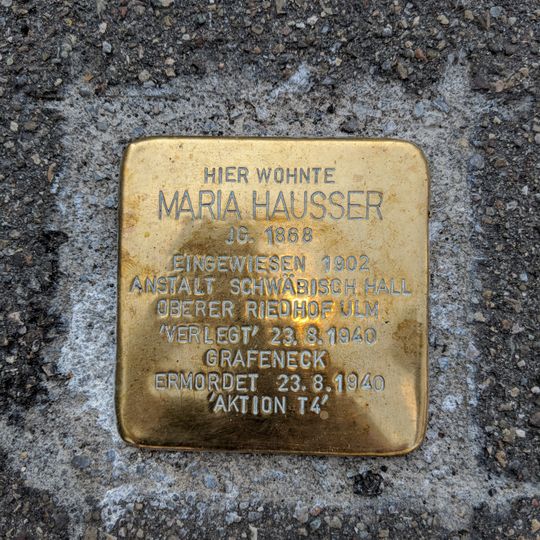 HIER WOHNTE
MARIA HAUSSER
JG. 1868
EINGEWIESEN 1902
ANSTALT SCHWÄBISCH HALL
OBERER RIEDHOF ULM
'VERLEGT' 23.8.1940
GRAFENECK
ERMORDET 23.8.1940
'AKTION T4'